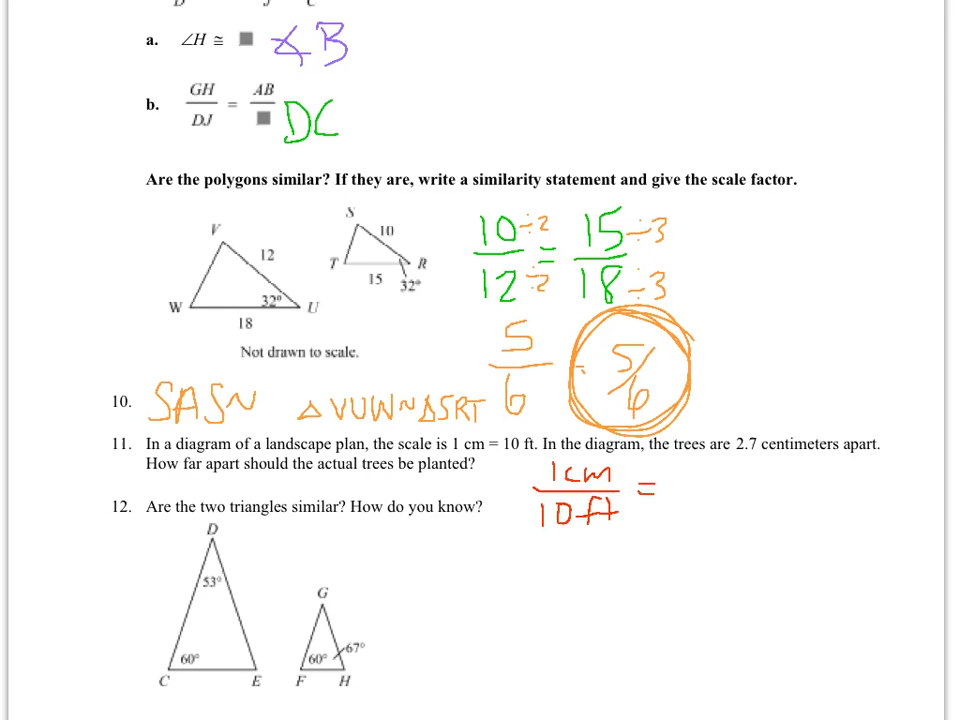 D J C
a. ∠H ≅ ■ ∡B
b. GH/DJ = AB/■ DC
Are the polygons similar? If they are, write a similarity statement and give the scale factor.
V 12 W 32° U 18
S 10 T R 15 32°
Not drawn to scale.
10÷2/12÷2 = 15÷3/18÷3
5/6 = 5/6
10. SAS~ △VUW~△SRT
11. In a diagram of a landscape plan, the scale is 1 cm = 10 ft. In the diagram, the trees are 2.7 centimeters apart.
How far apart should the actual trees be planted?
1cm/10ft =
12. Are the two triangles similar? How do you know?
D 53° 60° C E
G 60° 67° F H